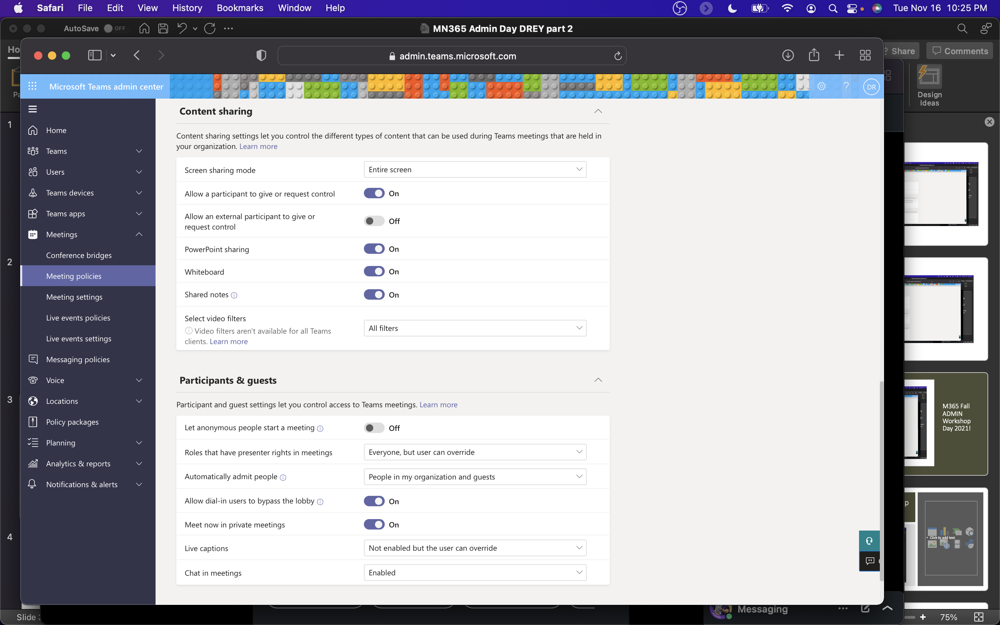 Safari File Edit View History Bookmarks Window Help Tue Nov 16 10:25 PM
AutoSave OFF MN365 Admin Day DREY part 2
Ho Share Comments
admin.teams.microsoft.com
Pa
Design
Ideas
Microsoft Teams admin center ? DR
Home
Teams
Users
Teams devices
Teams apps
Meetings
Conference bridges
Meeting policies
Meeting settings
Live events policies
Live events settings
Messaging policies
Voice
Locations
Policy packages
Planning
Analytics & reports
Notifications & alerts
Content sharing
Content sharing settings let you control the different types of content that can be used during Teams meetings that are held in
your organization. Learn more
Screen sharing mode Entire screen
Allow a participant to give or request control On
Allow an external participant to give or
request control Off
PowerPoint sharing On
Whiteboard On
Shared notes On
Select video filters
Video filters aren't available for all Teams
clients. Learn more
All filters
Participants & guests
Participant and guest settings let you control access to Teams meetings. Learn more
Let anonymous people start a meeting Off
Roles that have presenter rights in meetings Everyone, but user can override
Automatically admit people People in my organization and guests
Allow dial-in users to bypass the lobby On
Meet now in private meetings On
Live captions Not enabled but the user can override
Chat in meetings Enabled
1
2
3
4
M365 Fall
ADMIN
Workshop
Day 2021!
p
• Click to add text
Messaging
Slide
75%